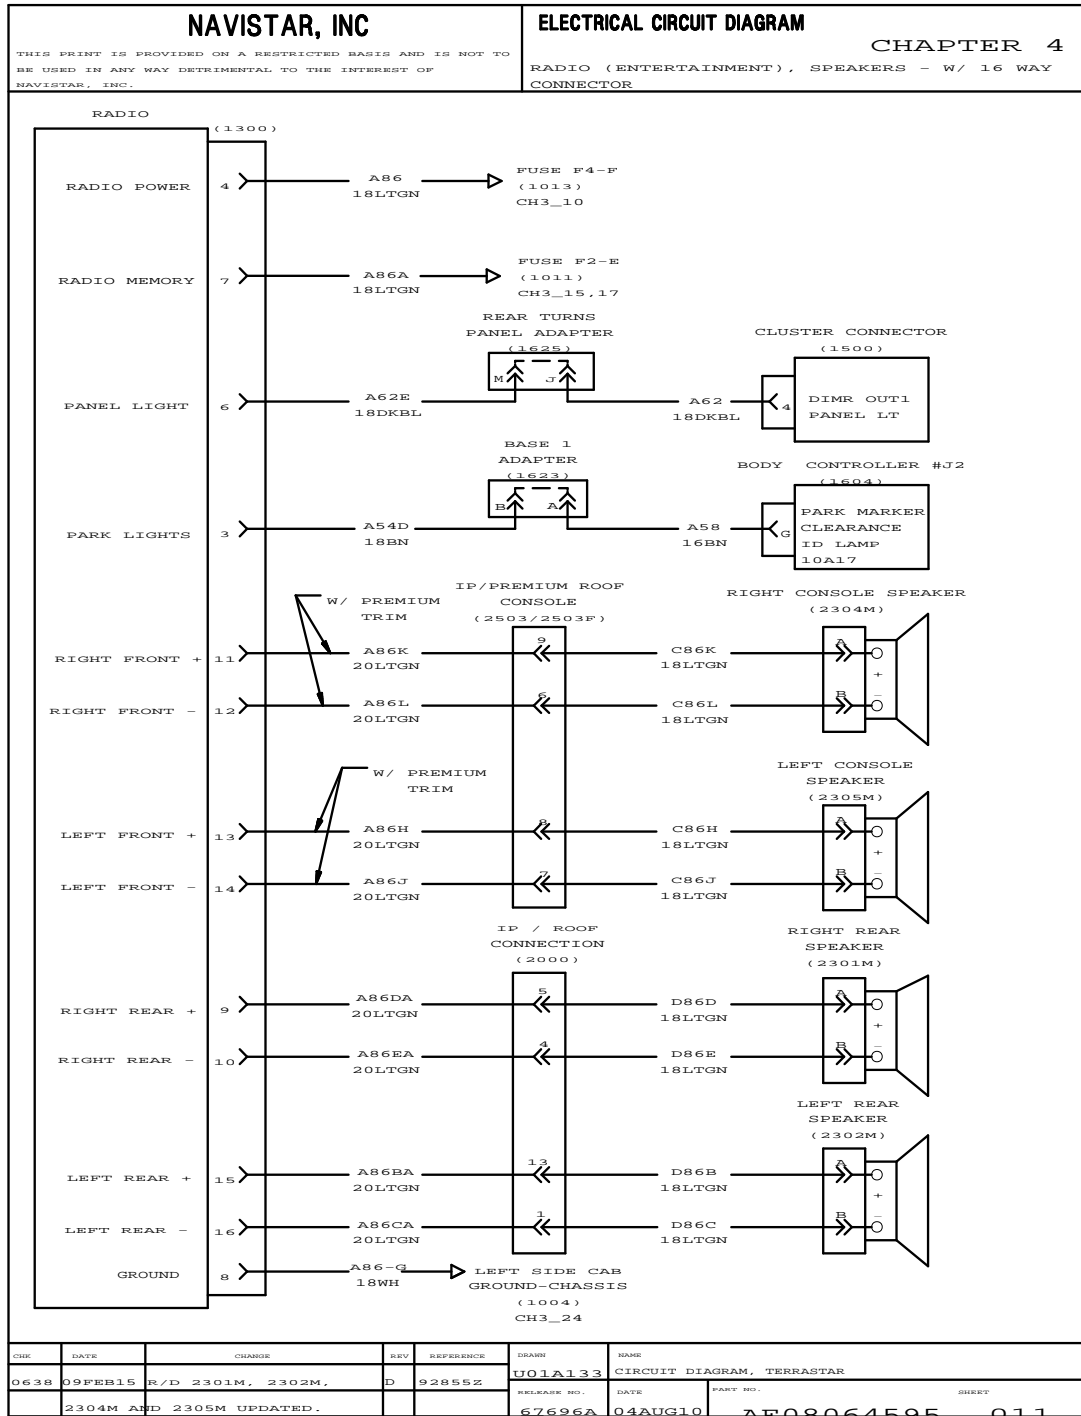 NAVISTAR, INC
THIS PRINT IS PROVIDED ON A RESTRICTED BASIS AND IS NOT TO
BE USED IN ANY WAY DETRIMENTAL TO THE INTEREST OF
NAVISTAR, INC.
ELECTRICAL CIRCUIT DIAGRAM
CHAPTER 4
RADIO (ENTERTAINMENT), SPEAKERS - W/ 16 WAY
CONNECTOR
RADIO
(1300)
RADIO POWER 4 A86
18LTGN
FUSE F4-F
(1013)
CH3_10
RADIO MEMORY 7 A86A
18LTGN
FUSE F2-E
(1011)
CH3_15,17
REAR TURNS
PANEL ADAPTER
(1625)
M J
CLUSTER CONNECTOR
(1500)
PANEL LIGHT 6 A62E
18DKBL
A62
18DKBL
4
DIMR OUT1
PANEL LT
BASE 1
ADAPTER
(1623)
B A
BODY CONTROLLER #J2
(1604)
PARK LIGHTS 3 A54D
18BN
A58
16BN
G
PARK MARKER
CLEARANCE
ID LAMP
10A17
W/ PREMIUM
TRIM
IP/PREMIUM ROOF
CONSOLE
(2503/2503F)
RIGHT CONSOLE SPEAKER
(2304M)
RIGHT FRONT + 11 A86K
20LTGN
9
C86K
18LTGN
A
+
RIGHT FRONT - 12 A86L
20LTGN
6
C86L
18LTGN
B
-
W/ PREMIUM
TRIM
LEFT CONSOLE
SPEAKER
(2305M)
LEFT FRONT + 13 A86H
20LTGN
8
C86H
18LTGN
A
+
LEFT FRONT - 14 A86J
20LTGN
7
C86J
18LTGN
B
-
IP / ROOF
CONNECTION
(2000)
RIGHT REAR
SPEAKER
(2301M)
RIGHT REAR + 9 A86DA
20LTGN
5
D86D
18LTGN
A
+
RIGHT REAR - 10 A86EA
20LTGN
4
D86E
18LTGN
B
-
LEFT REAR
SPEAKER
(2302M)
LEFT REAR + 15 A86BA
20LTGN
13
D86B
18LTGN
A
+
LEFT REAR - 16 A86CA
20LTGN
1
D86C
18LTGN
B
-
GROUND 8 A86-G
18WH
LEFT SIDE CAB
GROUND-CHASSIS
(1004)
CH3_24
CHK DATE CHANGE REV REFERENCE
0638 09FEB15 R/D 2301M, 2302M, D 92855Z
2304M AND 2305M UPDATED.
DRAWN
U01A133
NAME
CIRCUIT DIAGRAM, TERRASTAR
RELEASE NO.
67696A
DATE
04AUG10
PART NO. SHEET
AF08064595 011